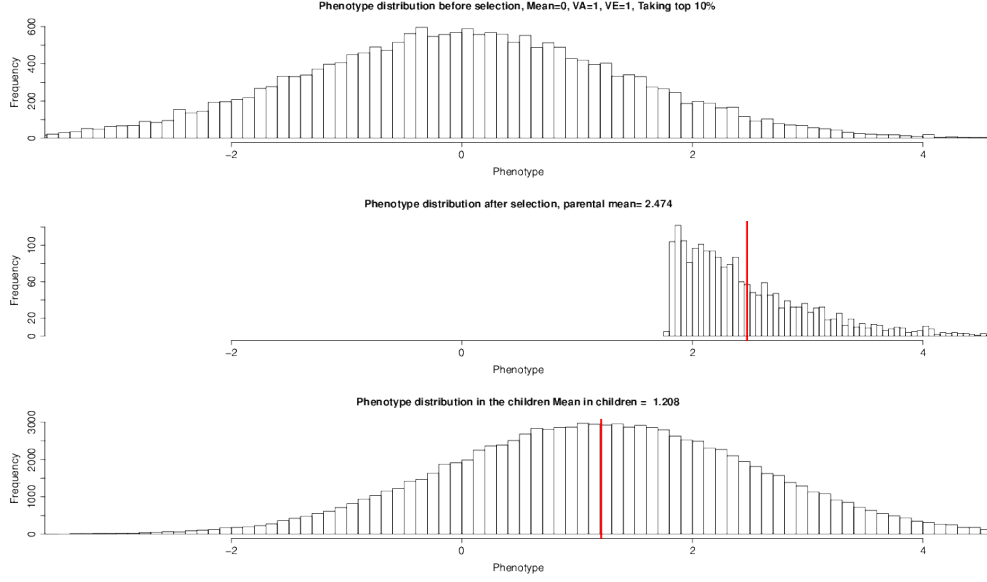 Phenotype distribution before selection, Mean=0, VA=1, VE=1, Taking top 10%
Frequency
0 200 400 600
−2 0 2 4
Phenotype
Phenotype distribution after selection, parental mean= 2.474
Frequency
0 20 60 100
−2 0 2 4
Phenotype
Phenotype distribution in the children Mean in children = 1.208
Frequency
0 1000 2000 3000
−2 0 2 4
Phenotype